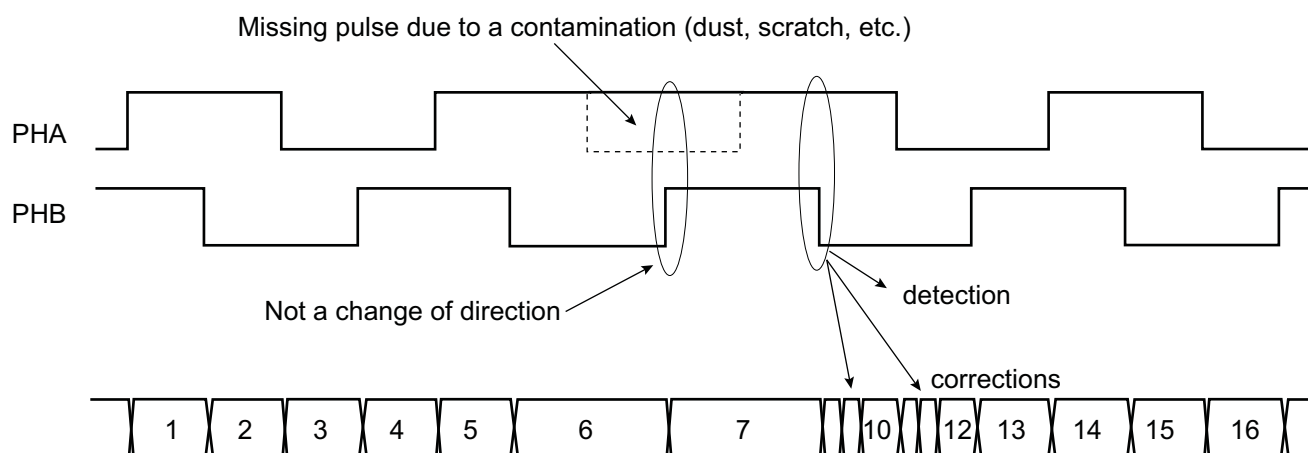 Missing pulse due to a contamination (dust, scratch, etc.)
PHA
PHB
Not a change of direction
detection
corrections
1 2 3 4 5 6 7 10 12 13 14 15 16